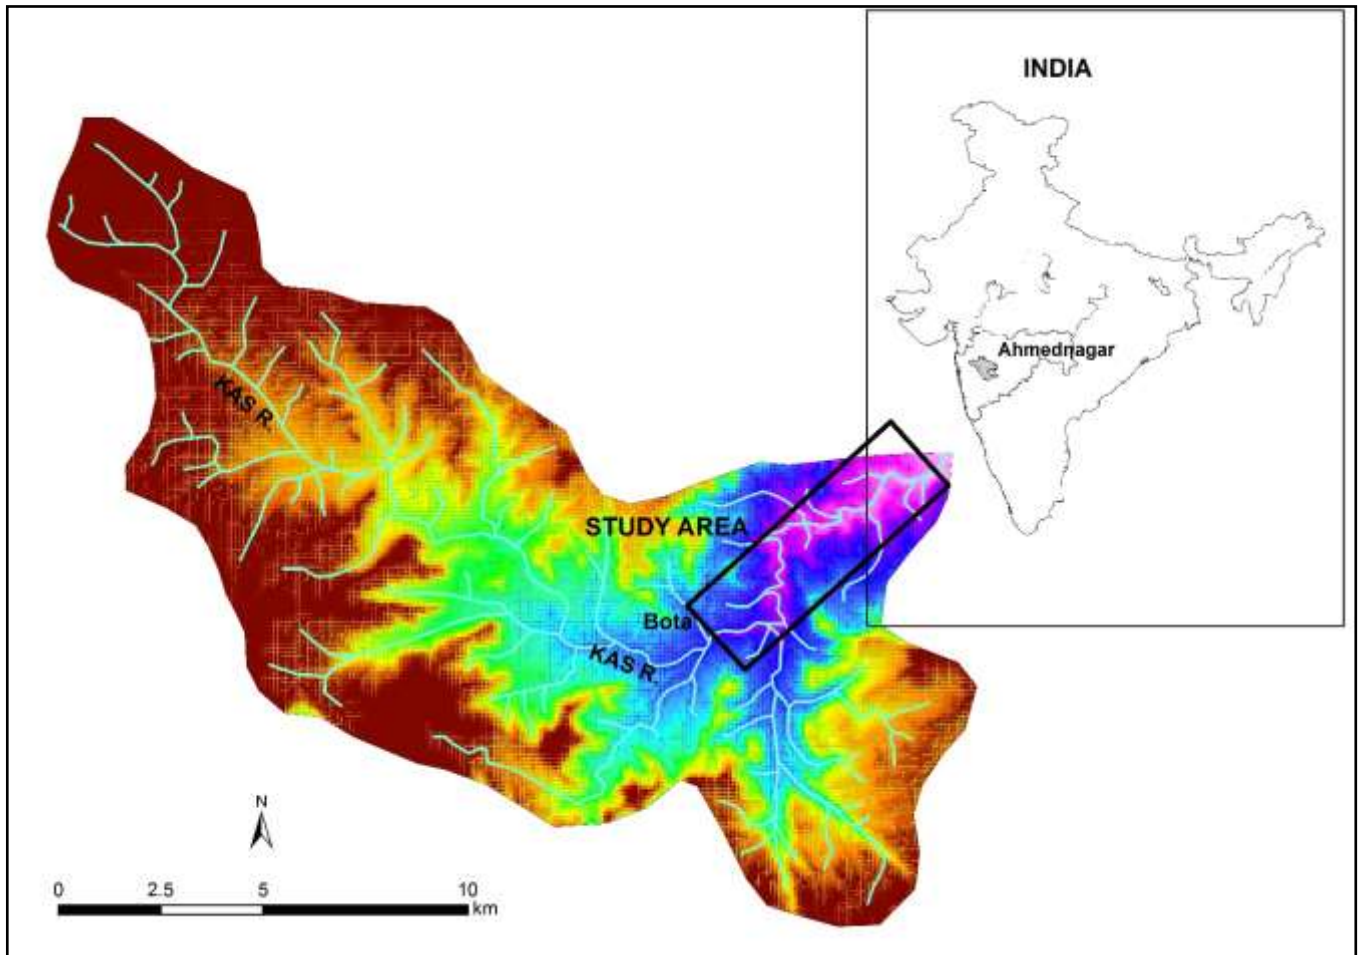 INDIA
Ahmednagar
KAS R.
STUDY AREA
Bota
KAS R.
N
0 2.5 5 10
km